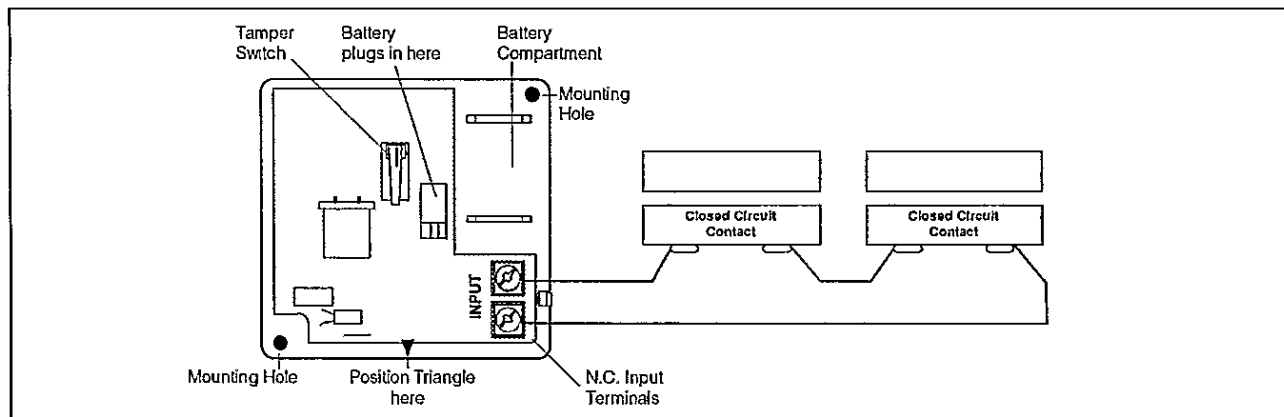 Tamper
Switch
Battery
plugs in here
Battery
Compartment
Mounting
Hole
Closed Circuit
Contact
Closed Circuit
Contact
INPUT
Mounting Hole
Position Triangle
here
N.C. Input
Terminals